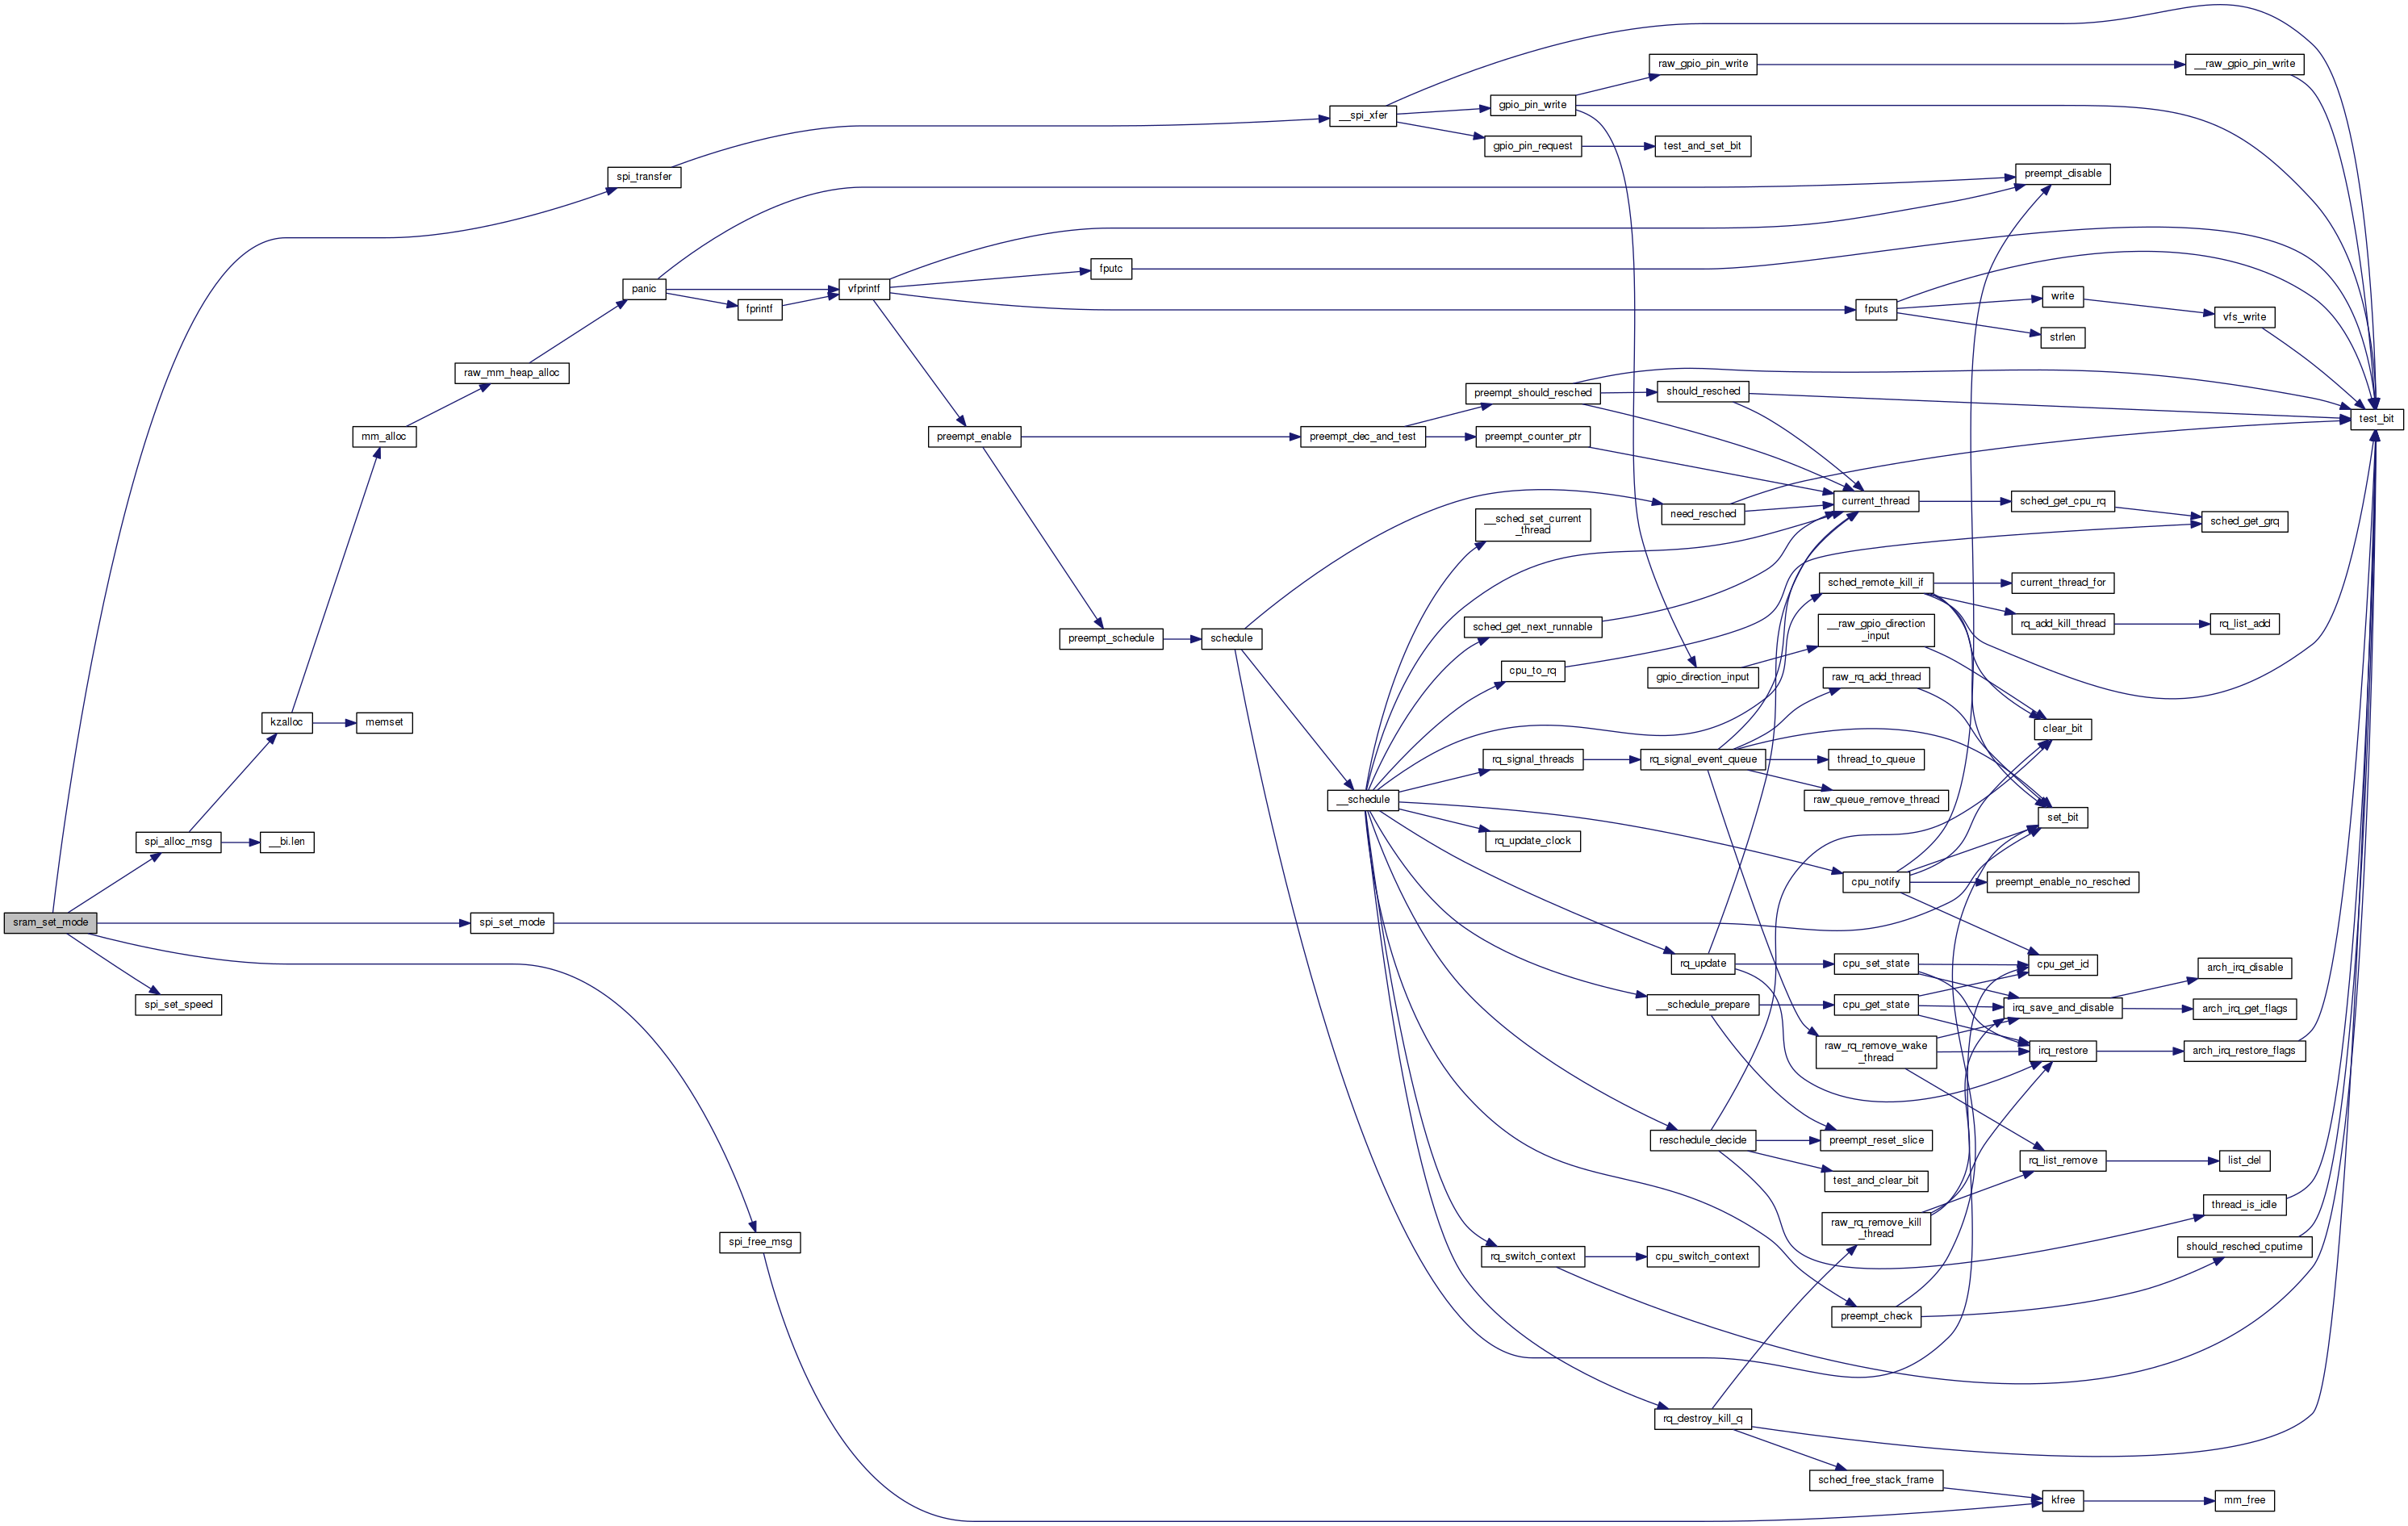 raw_gpio_pin_write
__raw_gpio_pin_write
gpio_pin_write
__spi_xfer
gpio_pin_request
test_and_set_bit
preempt_disable
spi_transfer
fputc
panic
vfprintf
write
fprintf
fputs
vfs_write
strlen
raw_mm_heap_alloc
preempt_should_resched
should_resched
test_bit
mm_alloc
preempt_enable
preempt_dec_and_test
preempt_counter_ptr
current_thread
sched_get_cpu_rq
need_resched
__sched_set_current
_thread
sched_get_grq
sched_remote_kill_if
current_thread_for
sched_get_next_runnable
__raw_gpio_direction
_input
rq_add_kill_thread
rq_list_add
preempt_schedule
schedule
cpu_to_rq
gpio_direction_input
raw_rq_add_thread
kzalloc
memset
clear_bit
rq_signal_threads
rq_signal_event_queue
thread_to_queue
__schedule
raw_queue_remove_thread
set_bit
spi_alloc_msg
__bi.len
rq_update_clock
cpu_notify
preempt_enable_no_resched
sram_set_mode
spi_set_mode
rq_update
cpu_set_state
cpu_get_id
arch_irq_disable
spi_set_speed
__schedule_prepare
cpu_get_state
irq_save_and_disable
arch_irq_get_flags
raw_rq_remove_wake
_thread
irq_restore
arch_irq_restore_flags
reschedule_decide
preempt_reset_slice
rq_list_remove
list_del
test_and_clear_bit
thread_is_idle
raw_rq_remove_kill
_thread
spi_free_msg
rq_switch_context
cpu_switch_context
should_resched_cputime
preempt_check
rq_destroy_kill_q
sched_free_stack_frame
kfree
mm_free